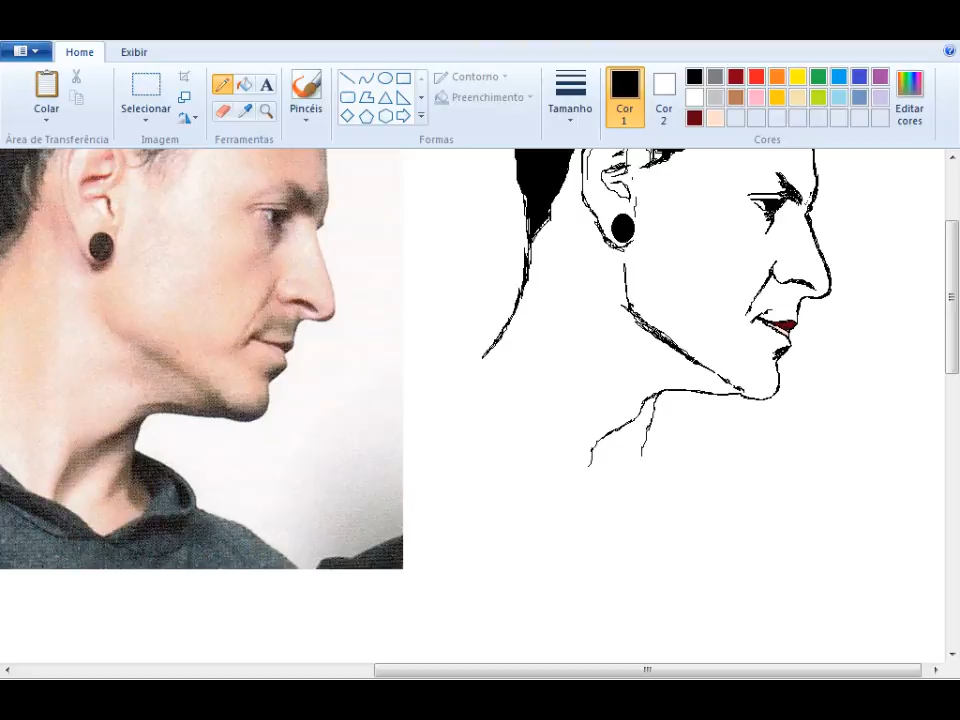 Home Exibir
Colar
Selecionar
Pincéis
Contorno
Preenchimento
Tamanho
Cor 1
Cor 2
Editar cores
Área de Transferência Imagem Ferramentas Formas Cores